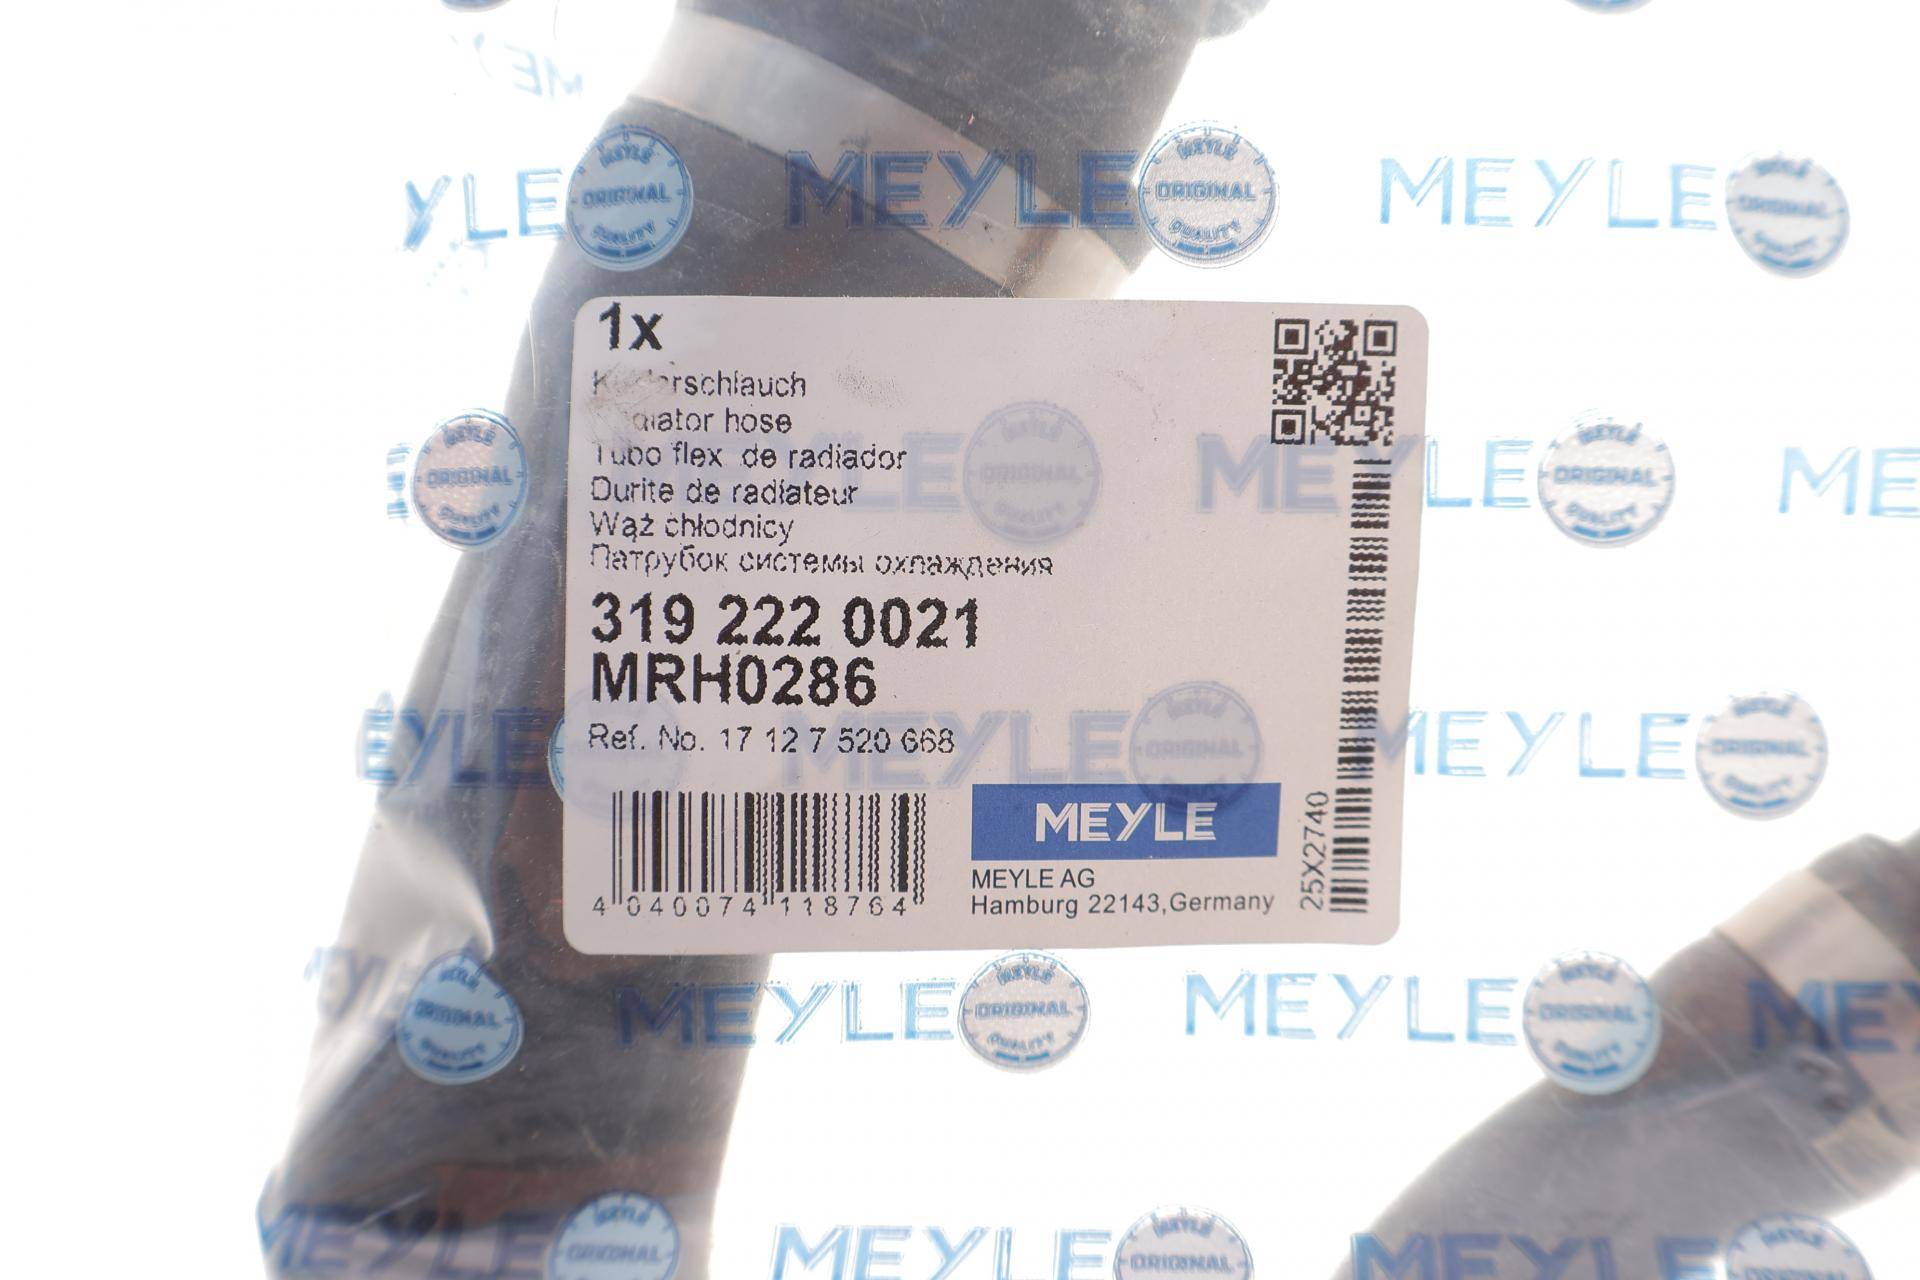 1x
diator hose
Tubo flex de radiador
Durite de radiateur
Wąż chłodnicy
Патрубок системы охлаждения
319 222 0021
MRH0286
Ref. No. 17 12 7 520 668
4 040074 118764
MEYLE
MEYLE AG
Hamburg 22143, Germany
25X2740
MEYLE
MEYLE ORIGINAL QUALITY